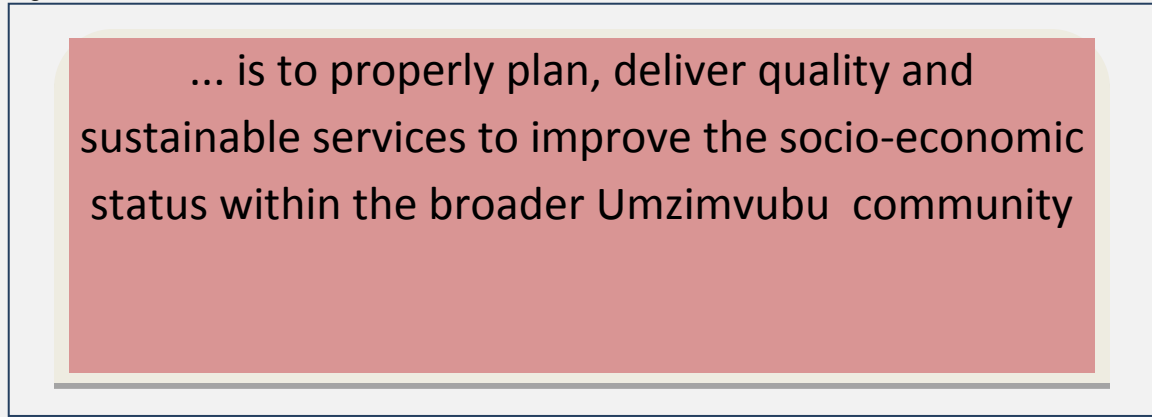 ... is to properly plan, deliver quality and
sustainable services to improve the socio-economic
status within the broader Umzimvubu  community